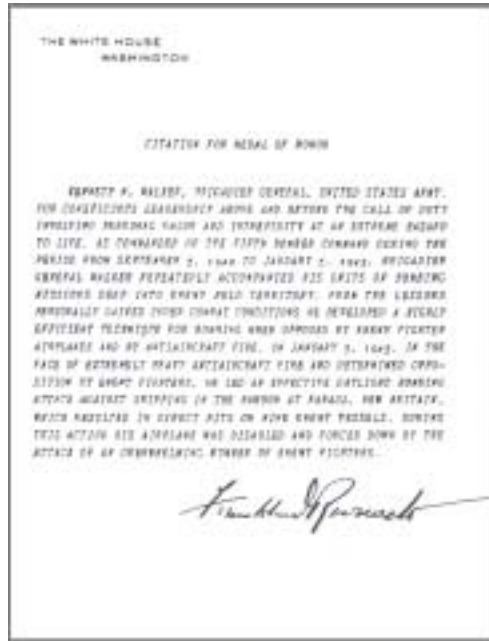 THE WHITE HOUSE
WASHINGTON
CITATION FOR MEDAL OF HONOR
KENNETH N. WALKER, BRIGADIER GENERAL, UNITED STATES ARMY.
FOR CONSPICUOUS LEADERSHIP ABOVE AND BEYOND THE CALL OF DUTY
INVOLVING PERSONAL VALOR AND INTREPIDITY AT AN EXTREME HAZARD
TO LIFE. AS COMMANDER OF THE FIFTH BOMBER COMMAND DURING THE
PERIOD FROM SEPTEMBER 5, 1942 TO JANUARY 5, 1943, BRIGADIER
GENERAL WALKER REPEATEDLY ACCOMPANIED HIS UNITS ON BOMBING
MISSIONS DEEP INTO ENEMY HELD TERRITORY. FROM THE LESSONS
PERSONALLY GAINED UNDER COMBAT CONDITIONS HE DEVELOPED A HIGHLY
EFFICIENT TECHNIQUE FOR BOMBING WHEN OPPOSED BY ENEMY FIGHTER
AIRPLANES AND BY ANTIAIRCRAFT FIRE. ON JANUARY 5, 1943, IN THE
FACE OF EXTREMELY HEAVY ANTIAIRCRAFT FIRE AND DETERMINED OPPO-
SITION BY ENEMY FIGHTERS, HE LED AN EFFECTIVE DAYLIGHT BOMBING
ATTACK AGAINST SHIPPING IN THE HARBOR AT RABAUL, NEW BRITAIN,
WHICH RESULTED IN DIRECT HITS ON NINE ENEMY VESSELS. DURING
THIS ACTION HIS AIRPLANE WAS DISABLED AND FORCED DOWN BY THE
ATTACK OF AN OVERWHELMING NUMBER OF ENEMY FIGHTERS.
Franklin D Roosevelt